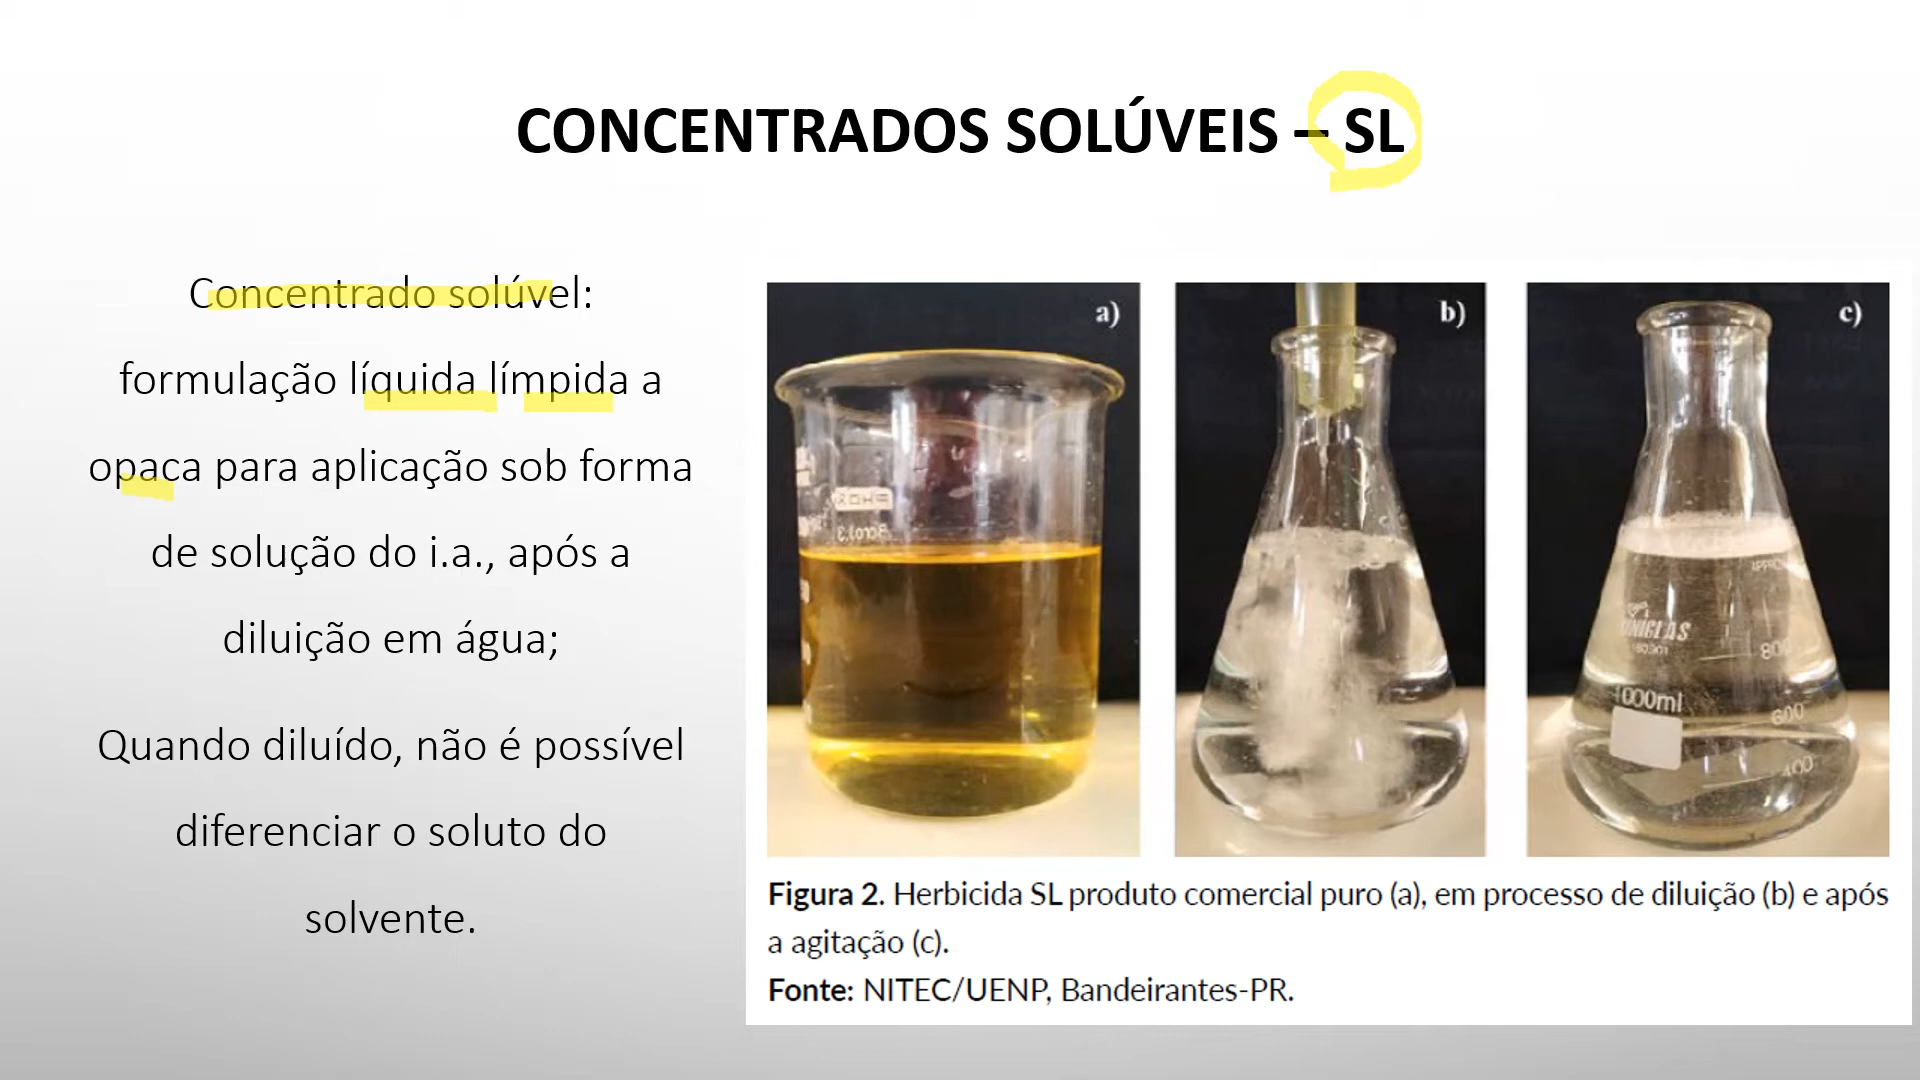 CONCENTRADOS SOLÚVEIS – SL
Concentrado solúvel:
formulação líquida límpida a
opaca para aplicação sob forma
de solução do i.a., após a
diluição em água;
Quando diluído, não é possível
diferenciar o soluto do
solvente.
a)
b)
c)
UNIGLAS
1000ml
800
600
400
Figura 2. Herbicida SL produto comercial puro (a), em processo de diluição (b) e após
a agitação (c).
Fonte: NITEC/UENP, Bandeirantes-PR.